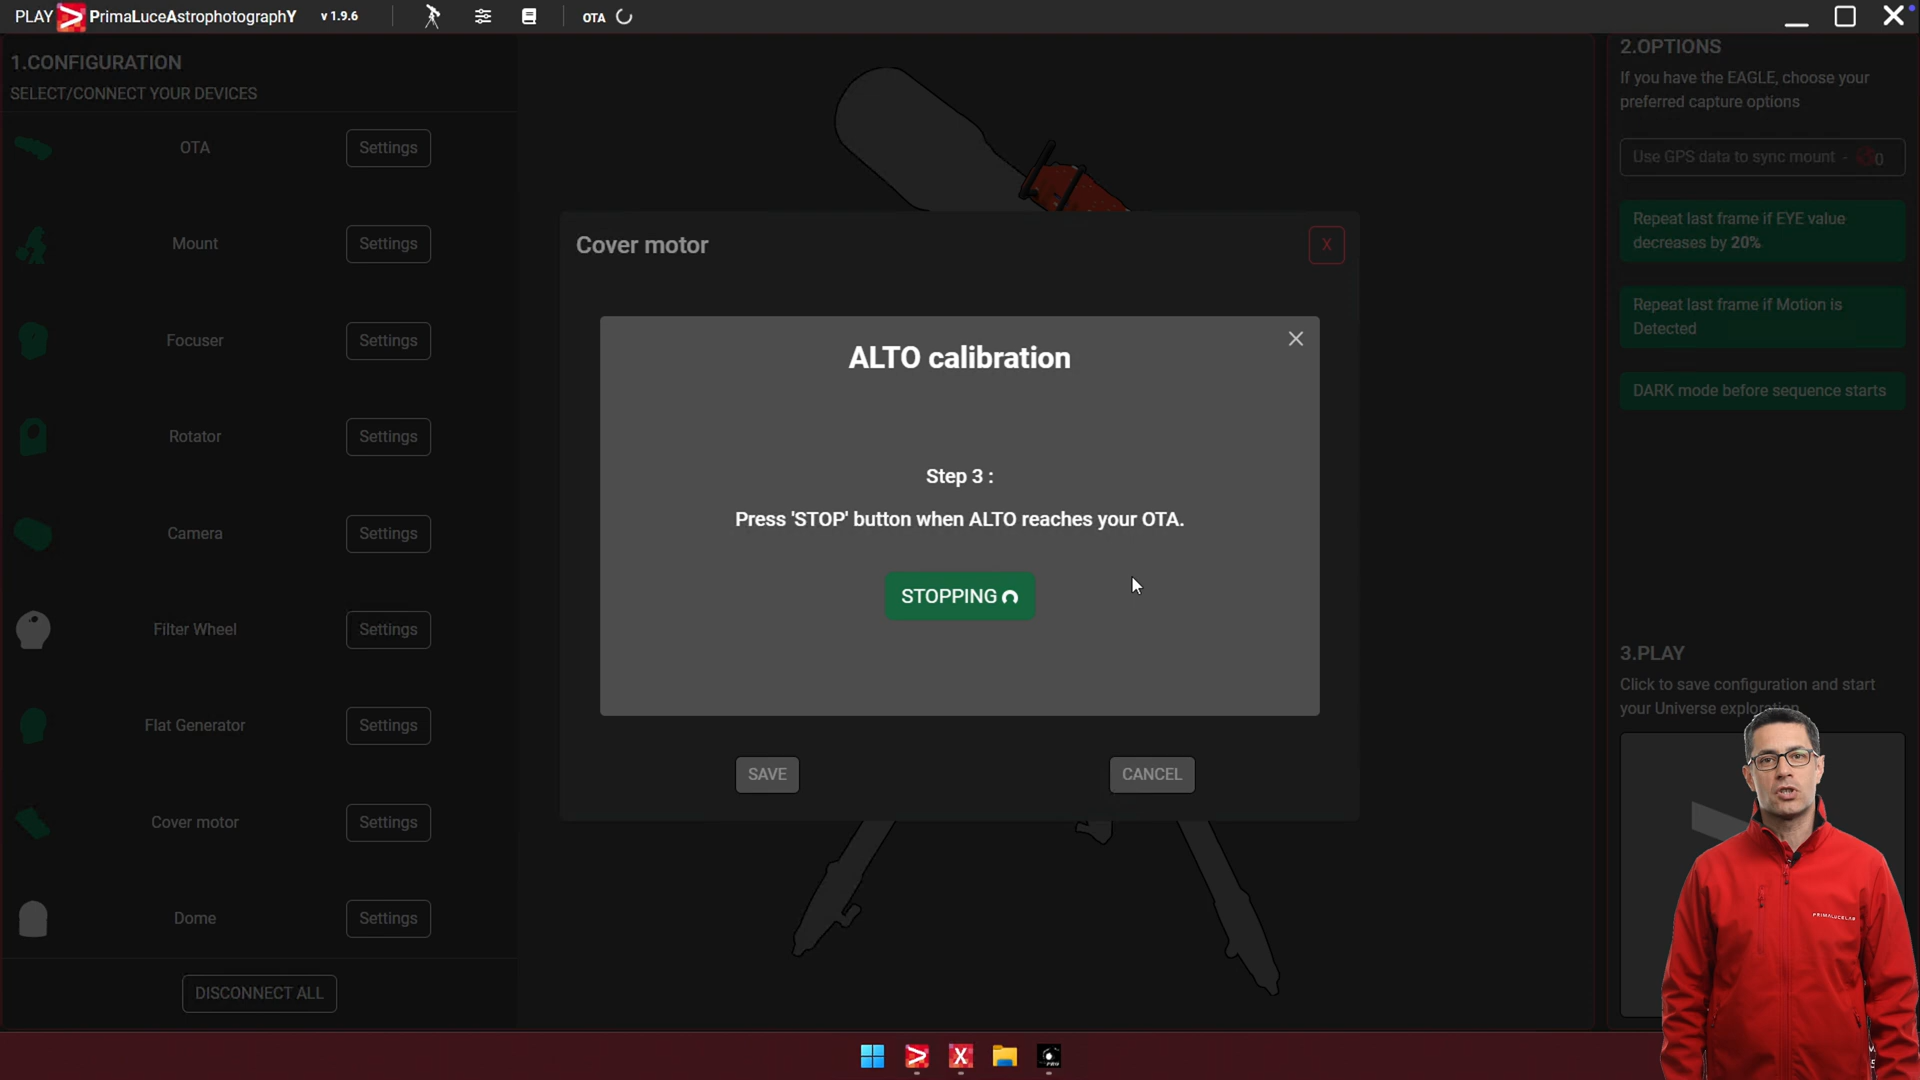 PLAY PrimaLuceAstrophotographY v 1.9.6 OTA
1.CONFIGURATION
SELECT/CONNECT YOUR DEVICES
OTA Settings
Mount Settings
Focuser Settings
Rotator Settings
Camera Settings
Filter Wheel Settings
Flat Generator Settings
Cover motor Settings
Dome Settings
DISCONNECT ALL
Cover motor X
ALTO calibration
Step 3 :
Press 'STOP' button when ALTO reaches your OTA.
STOPPING
SAVE CANCEL
2.OPTIONS
If you have the EAGLE, choose your
preferred capture options
Use GPS data to sync mount - 0
Repeat last frame if EYE value
decreases by 20%
Repeat last frame if Motion is
Detected
DARK mode before sequence starts
3.PLAY
Click to save configuration and start
your Universe exploration
PRIMALUCELAB